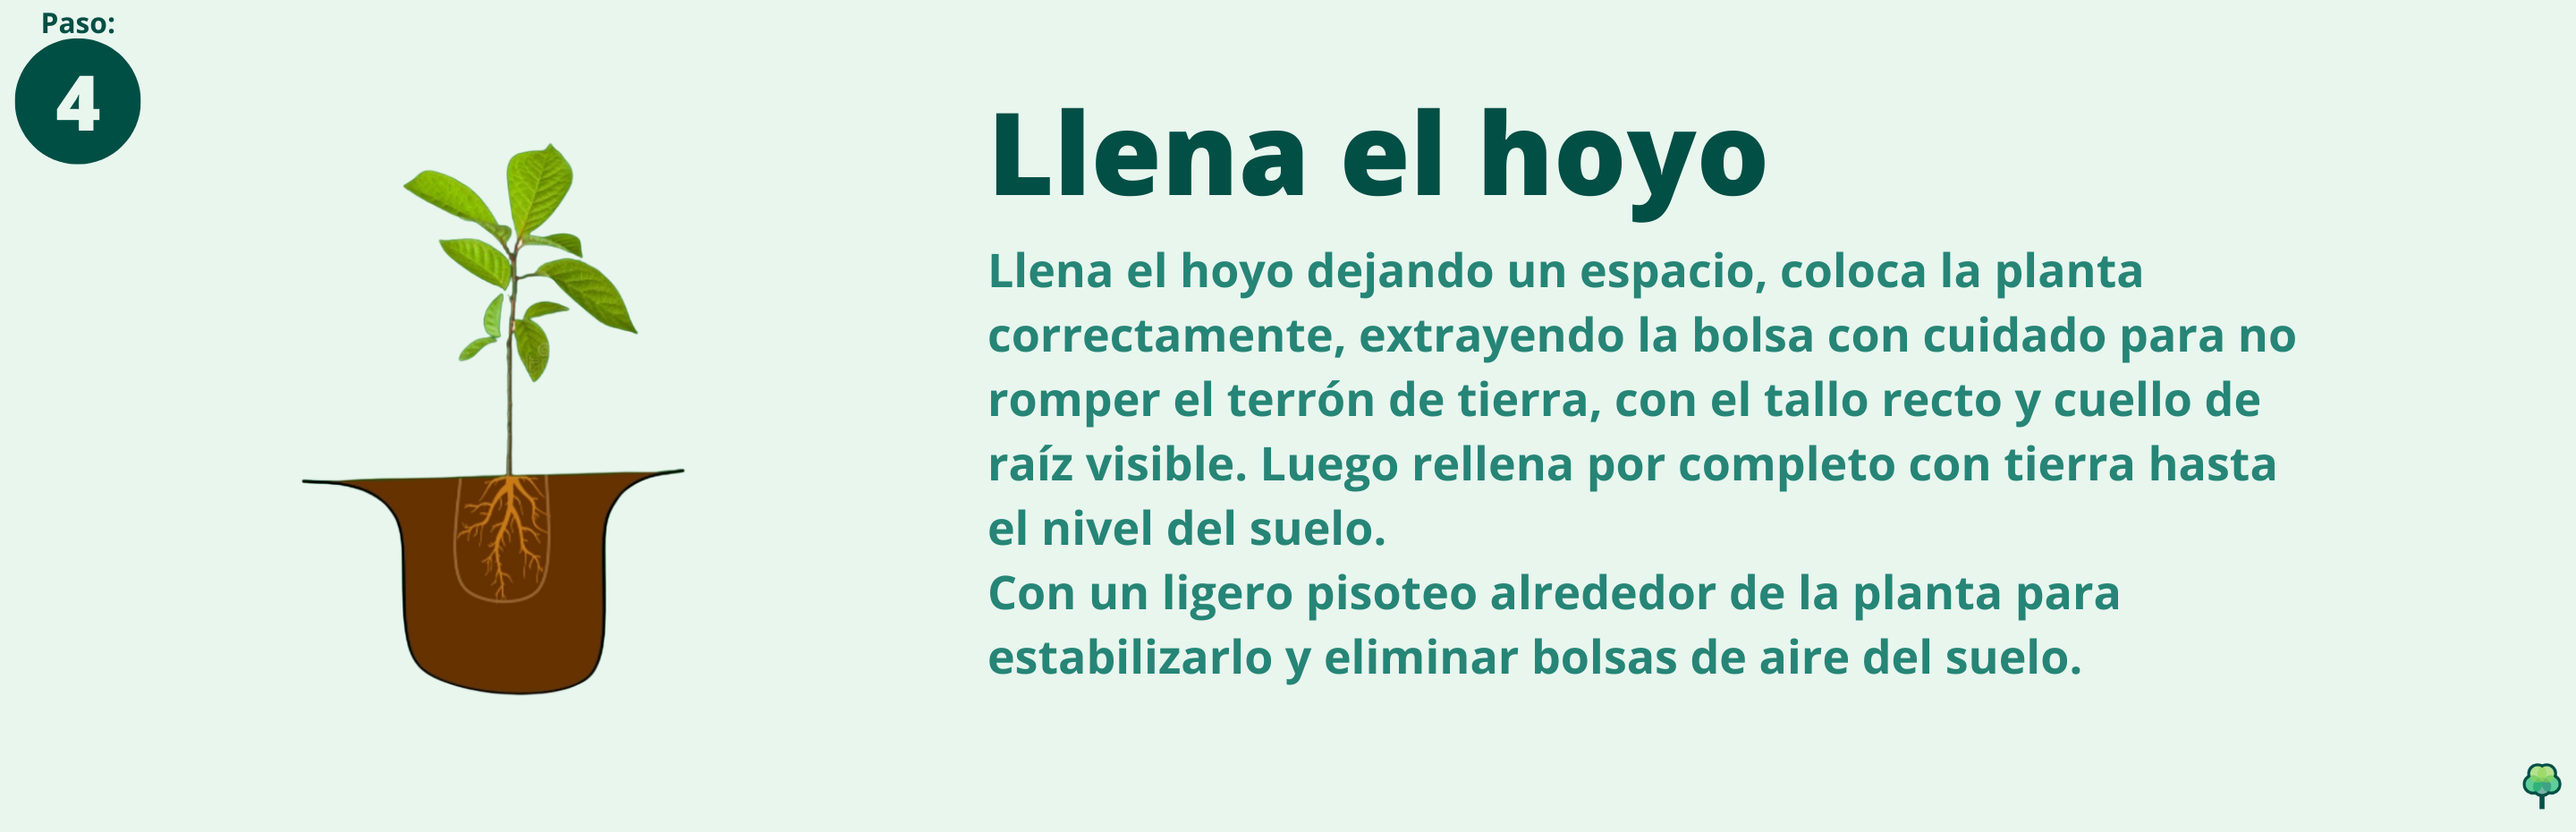 Paso:
4
Llena el hoyo
Llena el hoyo dejando un espacio, coloca la planta
correctamente, extrayendo la bolsa con cuidado para no
romper el terrón de tierra, con el tallo recto y cuello de
raíz visible. Luego rellena por completo con tierra hasta
el nivel del suelo.
Con un ligero pisoteo alrededor de la planta para
estabilizarlo y eliminar bolsas de aire del suelo.